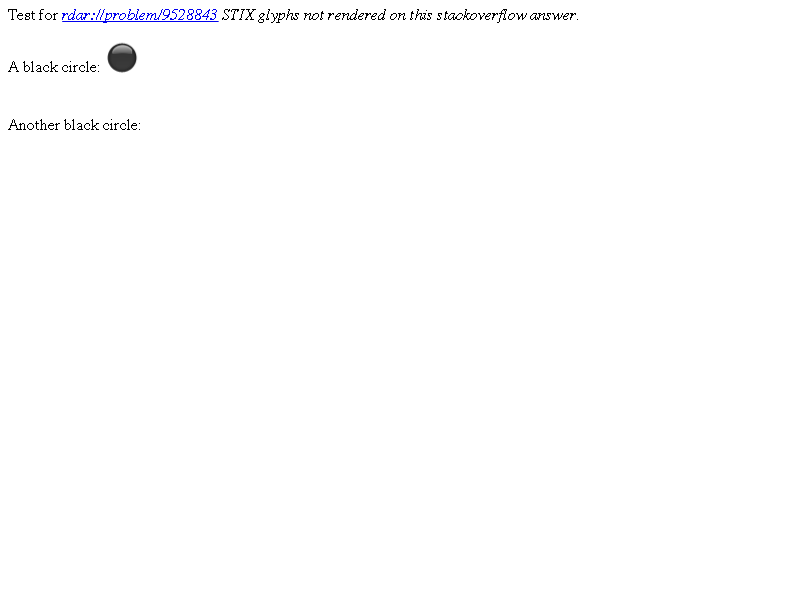 Test for rdar://problem/9528843 STIX glyphs not rendered on this stackoverflow answer.
A black circle: ⚫
Another black circle: